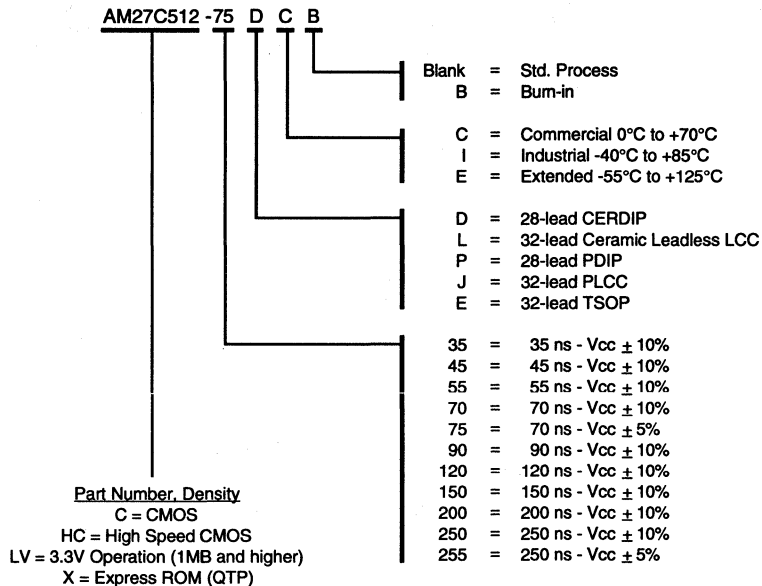 AM27C512 -75 D C B
Blank = Std. Process
B = Burn-in
C = Commercial 0°C to +70°C
I = Industrial -40°C to +85°C
E = Extended -55°C to +125°C
D = 28-lead CERDIP
L = 32-lead Ceramic Leadless LCC
P = 28-lead PDIP
J = 32-lead PLCC
E = 32-lead TSOP
35 = 35 ns - Vcc ± 10%
45 = 45 ns - Vcc ± 10%
55 = 55 ns - Vcc ± 10%
70 = 70 ns - Vcc ± 10%
75 = 70 ns - Vcc ± 5%
90 = 90 ns - Vcc ± 10%
120 = 120 ns - Vcc ± 10%
150 = 150 ns - Vcc ± 10%
200 = 200 ns - Vcc ± 10%
250 = 250 ns - Vcc ± 10%
255 = 250 ns - Vcc ± 5%
Part Number, Density
C = CMOS
HC = High Speed CMOS
LV = 3.3V Operation (1MB and higher)
X = Express ROM (QTP)